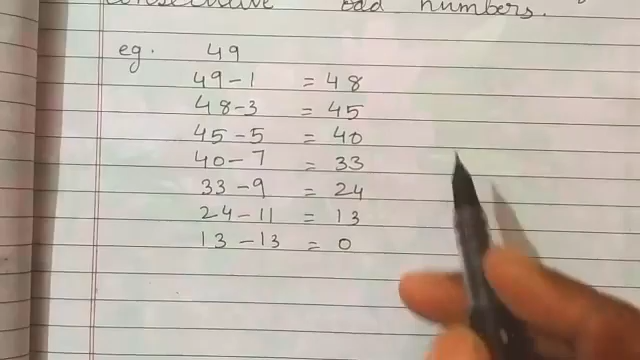 consecutive odd numbers.
eg. 49
49-1 = 48
48-3 = 45
45-5 = 40
40-7 = 33
33-9 = 24
24-11 = 13
13-13 = 0